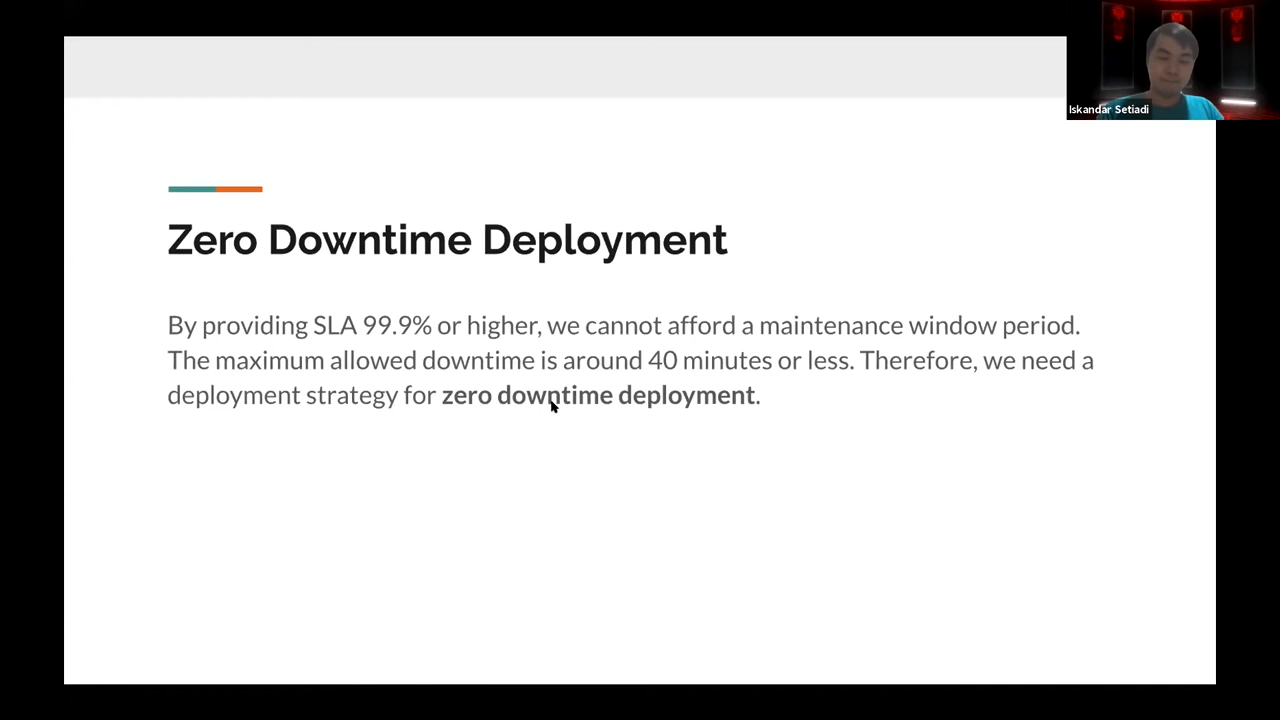 Iskandar Setiadi
Zero Downtime Deployment
By providing SLA 99.9% or higher, we cannot afford a maintenance window period.
The maximum allowed downtime is around 40 minutes or less. Therefore, we need a
deployment strategy for zero downtime deployment.